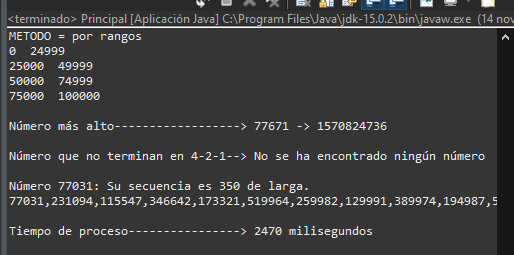 <terminado> Principal [Aplicación Java] C:\Program Files\Java\jdk-15.0.2\bin\javaw.exe (14 nov
METODO = por rangos
0  24999
25000  49999
50000  74999
75000  100000
Número más alto------------------> 77671 -> 1570824736
Número que no terminan en 4-2-1--> No se ha encontrado ningún número
Número 77031: Su secuencia es 350 de larga.
77031,231094,115547,346642,173321,519964,259982,129991,389974,194987,5
Tiempo de proceso----------------> 2470 milisegundos